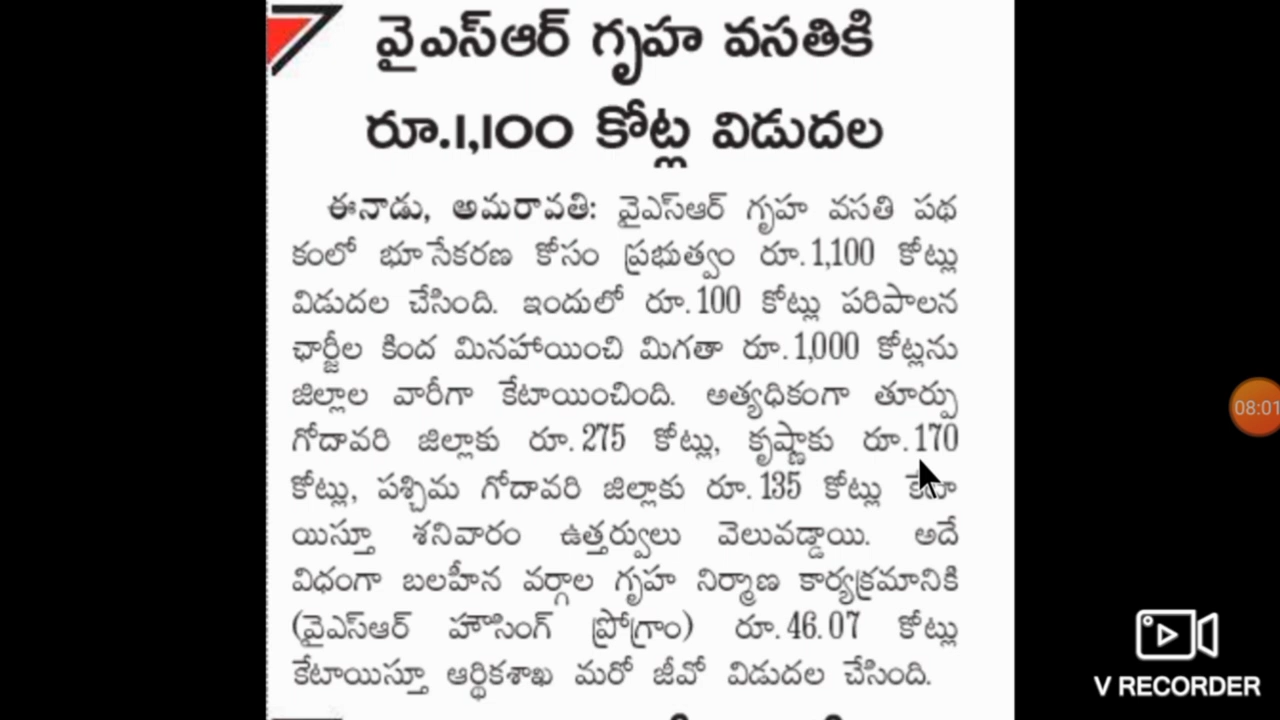 వైఎస్ఆర్ గృహ వసతికి
రూ.1,100 కోట్ల విడుదల
ఈనాడు, అమరావతి: వైఎస్ఆర్ గృహ వసతి పథ
కంలో భూసేకరణ కోసం ప్రభుత్వం రూ.1,100 కోట్లు
విడుదల చేసింది. ఇందులో రూ.100 కోట్లు పరిపాలన
ఛార్జీల కింద మినహాయించి మిగతా రూ.1,000 కోట్లను
జిల్లాల వారీగా కేటాయించింది. అత్యధికంగా తూర్పు
గోదావరి జిల్లాకు రూ.275 కోట్లు, కృష్ణాకు రూ.170
కోట్లు, పశ్చిమ గోదావరి జిల్లాకు రూ.135 కోట్లు కేటా
యిస్తూ శనివారం ఉత్తర్వులు వెలువడ్డాయి. అదే
విధంగా బలహీన వర్గాల గృహ నిర్మాణ కార్యక్రమానికి
(వైఎస్ఆర్ హౌసింగ్ ప్రోగ్రాం) రూ.46.07 కోట్లు
కేటాయిస్తూ ఆర్థికశాఖ మరో జీవో విడుదల చేసింది.
08:01
V RECORDER